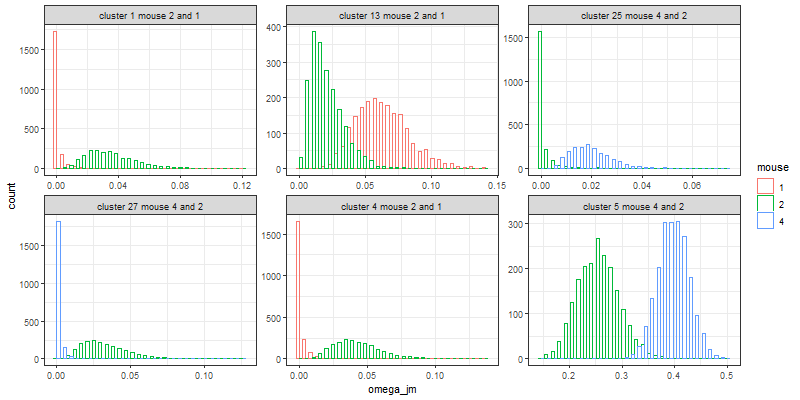 cluster 1 mouse 2 and 1
cluster 13 mouse 2 and 1
cluster 25 mouse 4 and 2
1500
1000
500
0
0.00 0.04 0.08 0.12
400
300
200
100
0
0.00 0.05 0.10 0.15
1500
1000
500
0
0.00 0.02 0.04 0.06
cluster 27 mouse 4 and 2
cluster 4 mouse 2 and 1
cluster 5 mouse 4 and 2
1500
1000
500
0
0.00 0.10
1500
1000
500
0
0.00 0.05 0.10
300
200
100
0
0.2 0.3 0.4 0.5
count
omega_jm
mouse
1
2
4